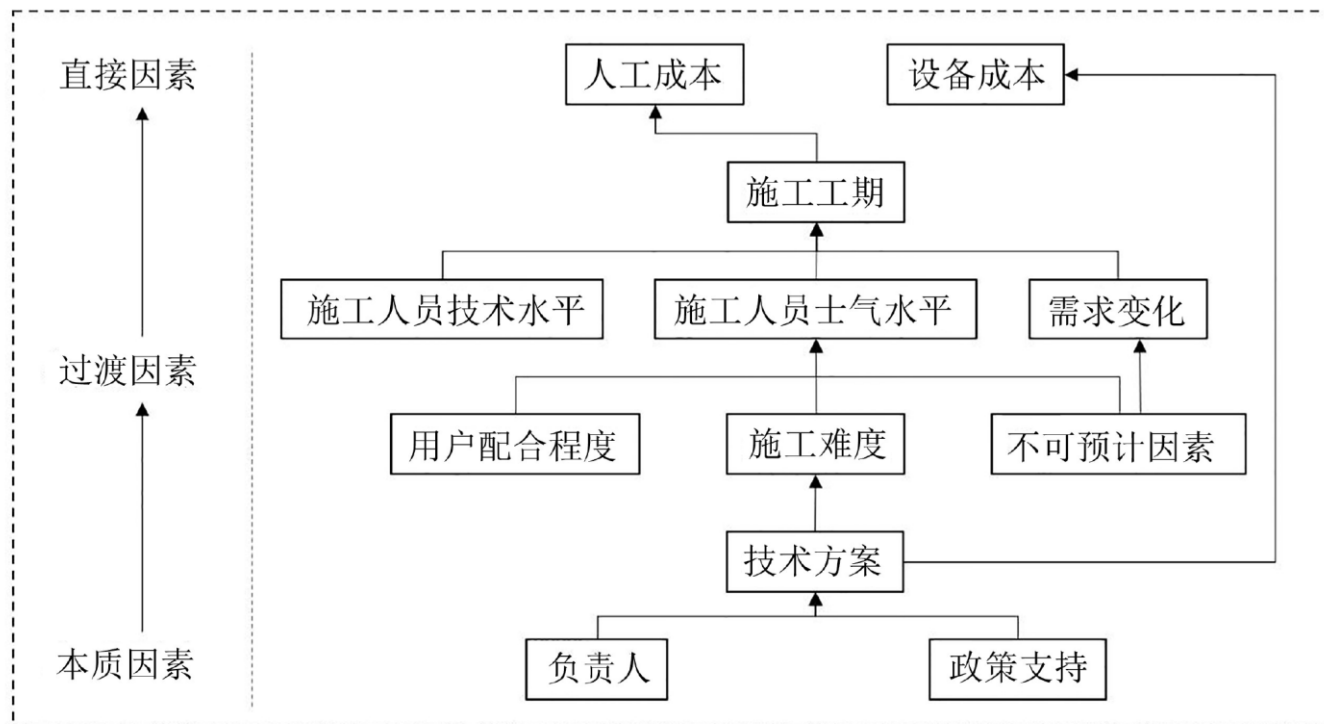 直接因素
人工成本
设备成本
施工工期
施工人员技术水平
施工人员士气水平
需求变化
过渡因素
用户配合程度
施工难度
不可预计因素
技术方案
本质因素
负责人
政策支持